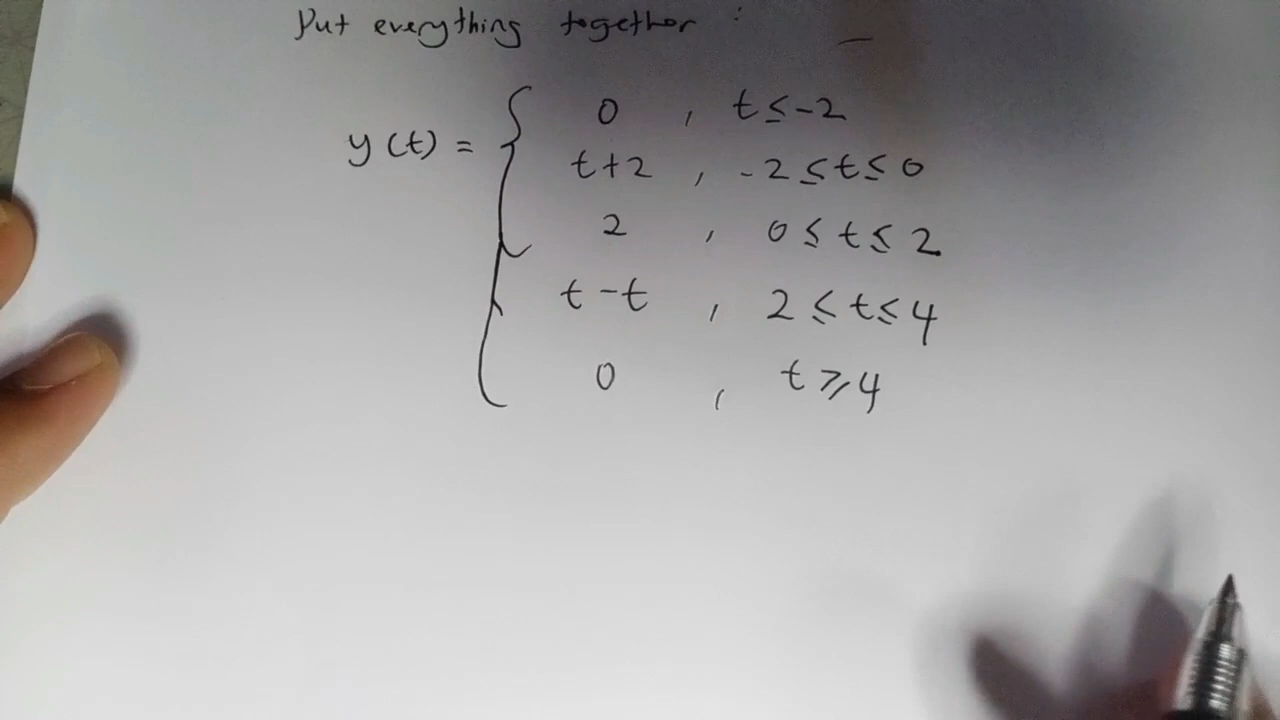 Put everything together :
y(t) = { 0 , t ≤ -2
t+2 , -2 ≤ t ≤ 0
2 , 0 ≤ t ≤ 2
t-t , 2 ≤ t ≤ 4
0 , t ≥ 4